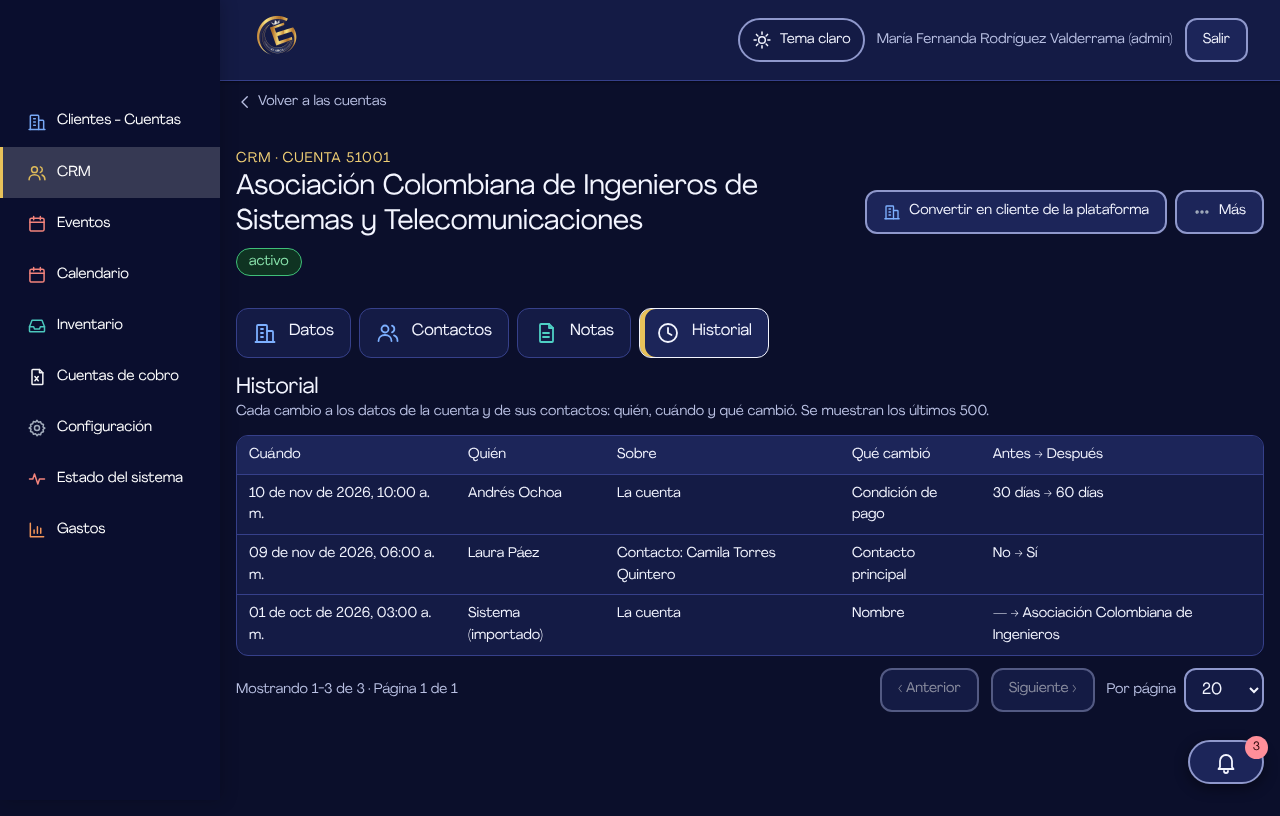 Tema claro
María Fernanda Rodríguez Valderrama (admin)
Salir
Clientes - Cuentas
CRM
Eventos
Calendario
Inventario
Cuentas de cobro
Configuración
Estado del sistema
Gastos
Volver a las cuentas
CRM · CUENTA 51001
Asociación Colombiana de Ingenieros de
Sistemas y Telecomunicaciones
activo
Convertir en cliente de la plataforma
Más
Datos
Contactos
Notas
Historial
Historial
Cada cambio a los datos de la cuenta y de sus contactos: quién, cuándo y qué cambió. Se muestran los últimos 500.
Cuándo Quién Sobre Qué cambió Antes → Después
10 de nov de 2026, 10:00 a. Andrés Ochoa La cuenta Condición de 30 días → 60 días
m. pago
09 de nov de 2026, 06:00 a. Laura Páez Contacto: Camila Torres Contacto No → Sí
m. Quintero principal
01 de oct de 2026, 03:00 a. Sistema La cuenta Nombre — → Asociación Colombiana de
m. (importado) Ingenieros
Mostrando 1–3 de 3 · Página 1 de 1
‹ Anterior
Siguiente ›
Por página
20
3